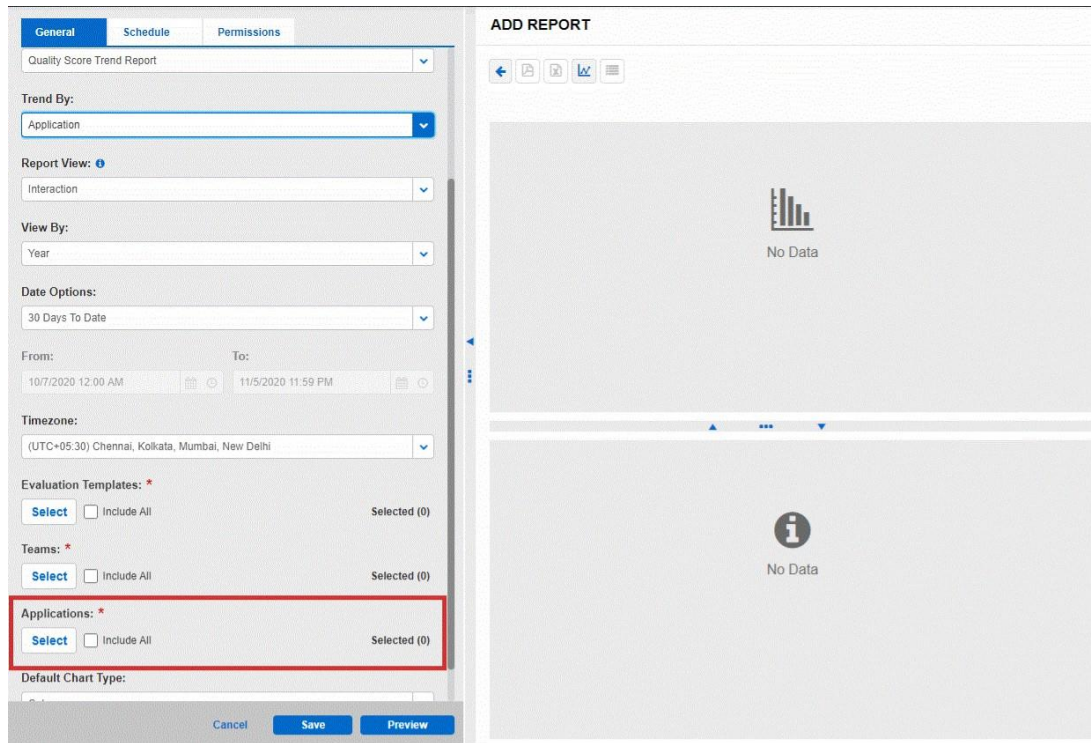 General Schedule Permissions
Quality Score Trend Report
Trend By:
Application
Report View:
Interaction
View By:
Year
Date Options:
30 Days To Date
From: To:
10/7/2020 12:00 AM 11/5/2020 11:59 PM
Timezone:
(UTC+05:30) Chennai, Kolkata, Mumbai, New Delhi
Evaluation Templates: *
Select Include All Selected (0)
Teams: *
Select Include All Selected (0)
Applications: *
Select Include All Selected (0)
Default Chart Type:
Cancel Save Preview
ADD REPORT
No Data
No Data